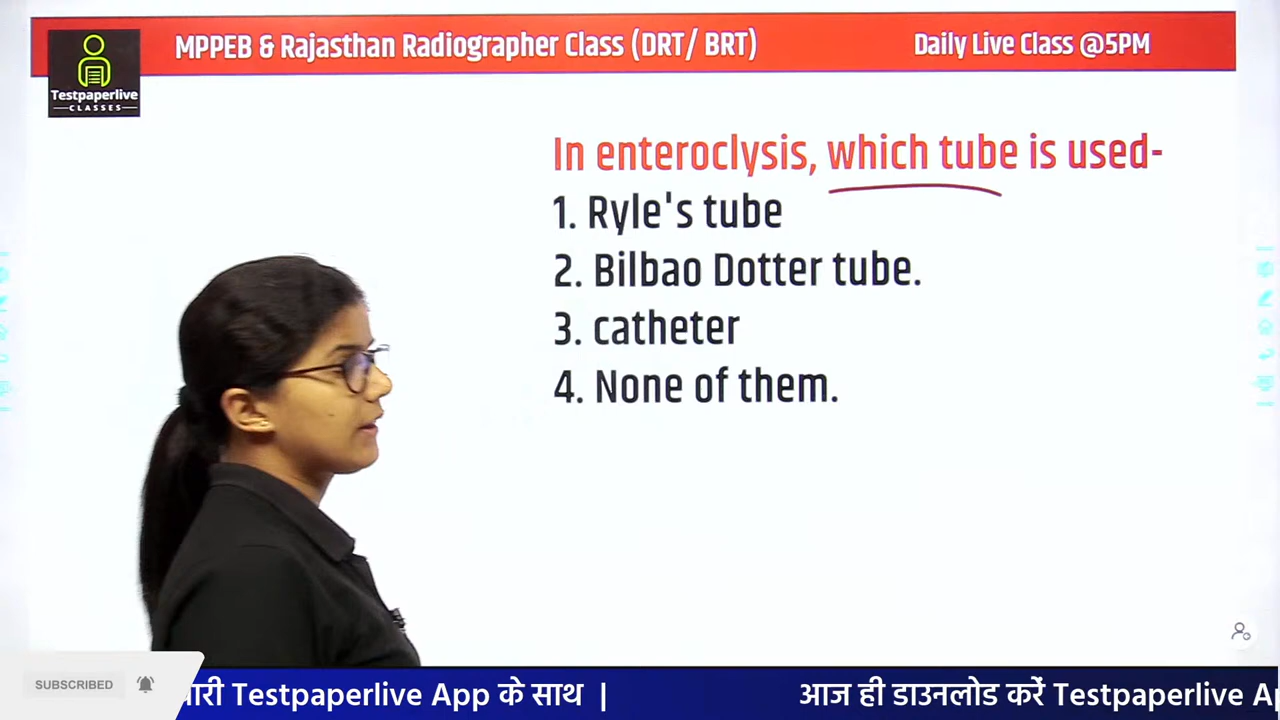 MPPEB & Rajasthan Radiographer Class (DRT/ BRT)
Daily Live Class @5PM
Testpaperlive
CLASSES
In enteroclysis, which tube is used-
1. Ryle's tube
2. Bilbao Dotter tube.
3. catheter
4. None of them.
SUBSCRIBED
Testpaperlive App के साथ |
आज ही डाउनलोड करें Testpaperlive